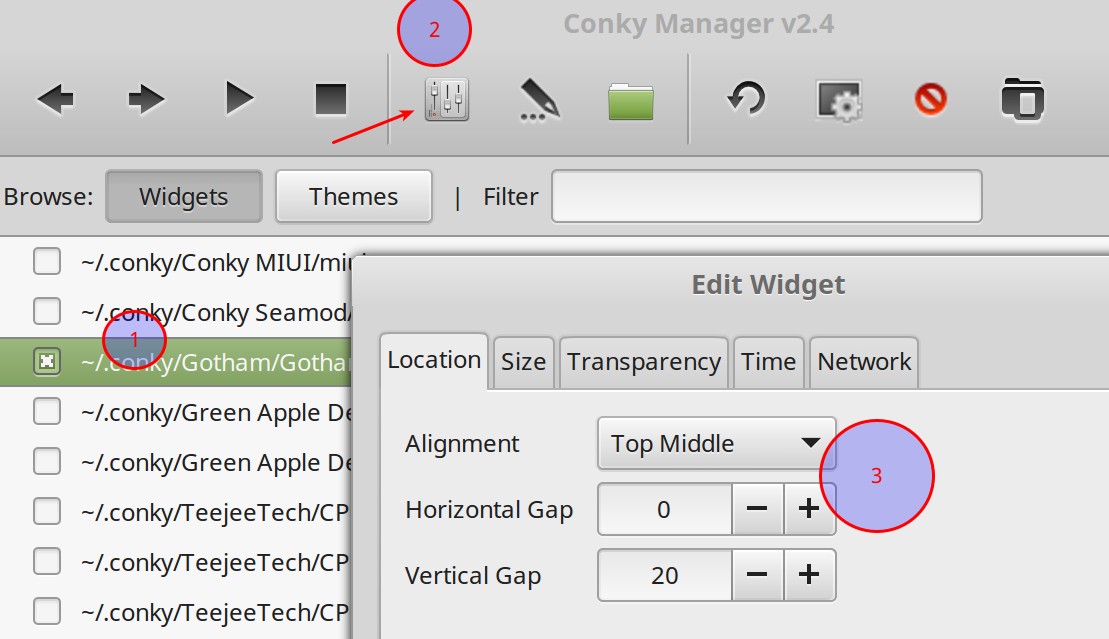 2
Conky Manager v2.4
Browse: Widgets Themes | Filter
~/.conky/Conky MIUI/miui
~/.conky/Conky Seamod/
1
~/.conky/Gotham/Gotham
~/.conky/Green Apple De
~/.conky/Green Apple De
~/.conky/TeejeeTech/CP
~/.conky/TeejeeTech/CP
~/.conky/TeejeeTech/CP
Edit Widget
Location Size Transparency Time Network
Alignment Top Middle
3
Horizontal Gap 0 − +
Vertical Gap 20 − +